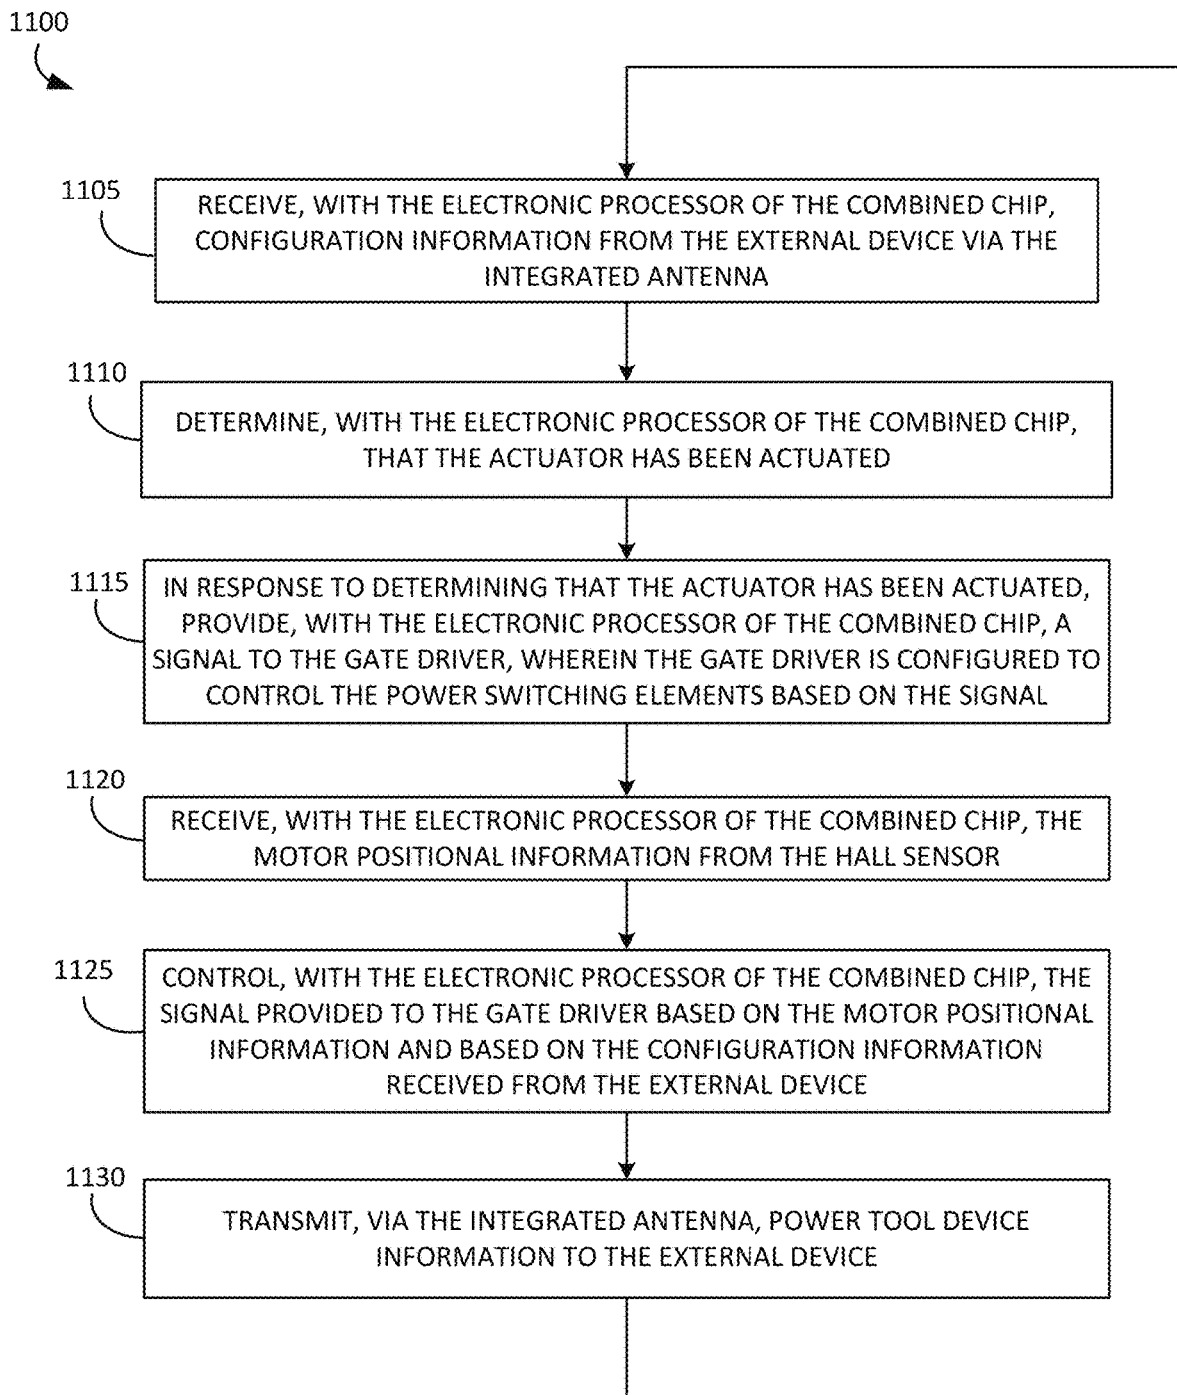 1100
1105
RECEIVE, WITH THE ELECTRONIC PROCESSOR OF THE COMBINED CHIP,
CONFIGURATION INFORMATION FROM THE EXTERNAL DEVICE VIA THE
INTEGRATED ANTENNA
1110
DETERMINE, WITH THE ELECTRONIC PROCESSOR OF THE COMBINED CHIP,
THAT THE ACTUATOR HAS BEEN ACTUATED
1115
IN RESPONSE TO DETERMINING THAT THE ACTUATOR HAS BEEN ACTUATED,
PROVIDE, WITH THE ELECTRONIC PROCESSOR OF THE COMBINED CHIP, A
SIGNAL TO THE GATE DRIVER, WHEREIN THE GATE DRIVER IS CONFIGURED TO
CONTROL THE POWER SWITCHING ELEMENTS BASED ON THE SIGNAL
1120
RECEIVE, WITH THE ELECTRONIC PROCESSOR OF THE COMBINED CHIP, THE
MOTOR POSITIONAL INFORMATION FROM THE HALL SENSOR
1125
CONTROL, WITH THE ELECTRONIC PROCESSOR OF THE COMBINED CHIP, THE
SIGNAL PROVIDED TO THE GATE DRIVER BASED ON THE MOTOR POSITIONAL
INFORMATION AND BASED ON THE CONFIGURATION INFORMATION
RECEIVED FROM THE EXTERNAL DEVICE
1130
TRANSMIT, VIA THE INTEGRATED ANTENNA, POWER TOOL DEVICE
INFORMATION TO THE EXTERNAL DEVICE